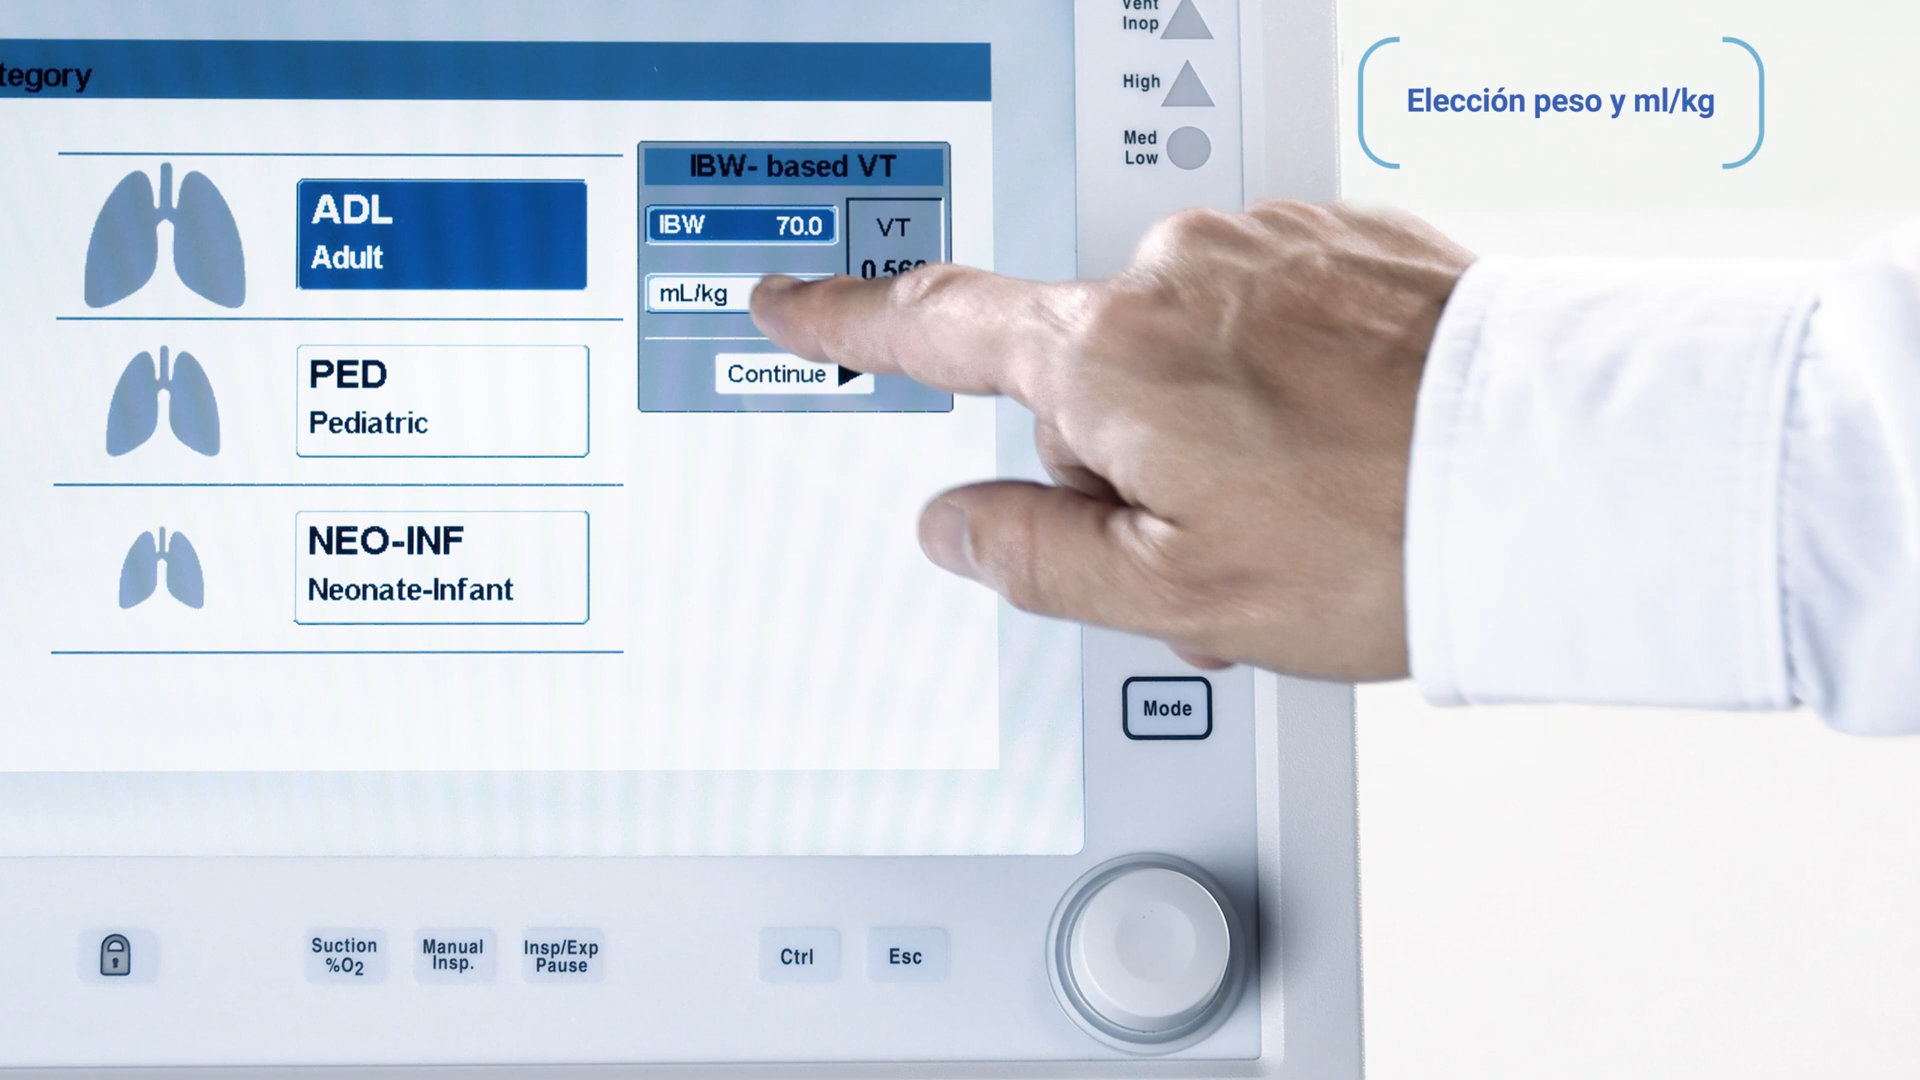 Vent
Inop
tegory
High
Elección peso y ml/kg
Med
Low
IBW- based VT
ADL
Adult
IBW 70.0
VT
mL/kg
PED
Pediatric
Continue
NEO-INF
Neonate-Infant
Mode
Suction
%O2
Manual
Insp.
Insp/Exp
Pause
Ctrl
Esc